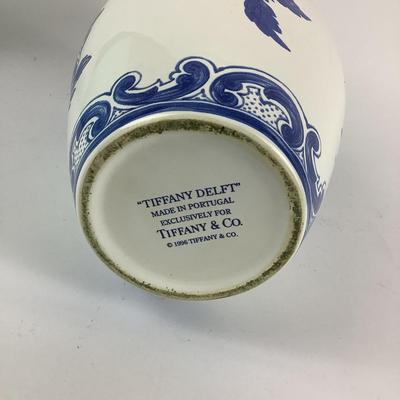 "TIFFANY DELFT"
MADE IN PORTUGAL
EXCLUSIVELY FOR
TIFFANY & CO.
© 1996 TIFFANY & CO.